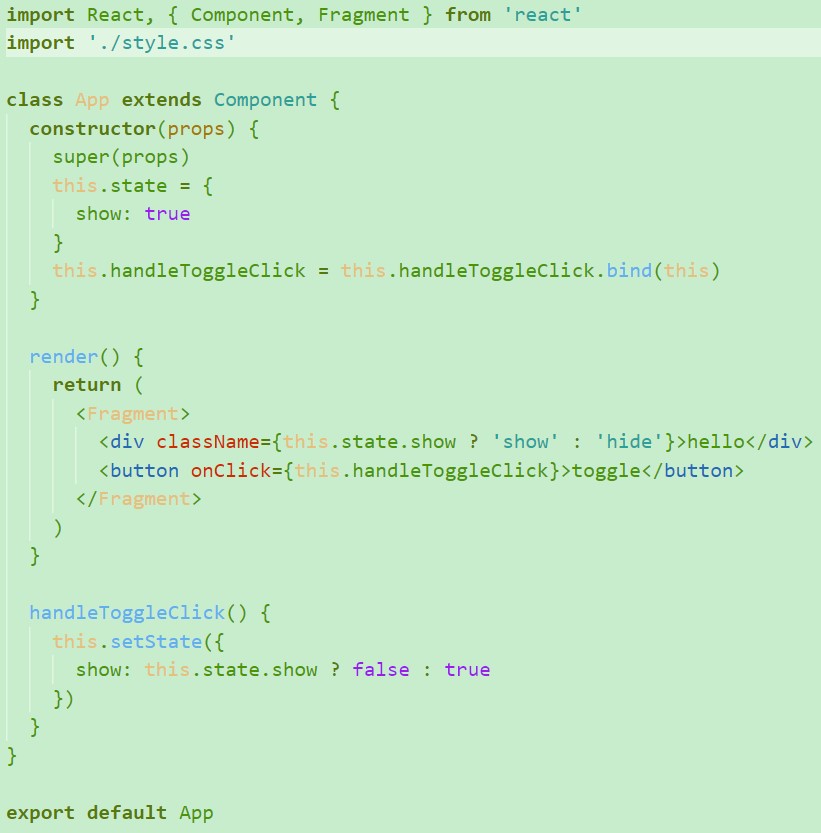 import React, { Component, Fragment } from 'react'
import './style.css'

class App extends Component {
  constructor(props) {
    super(props)
    this.state = {
      show: true
    }
    this.handleToggleClick = this.handleToggleClick.bind(this)
  }

  render() {
    return (
      <Fragment>
        <div className={this.state.show ? 'show' : 'hide'}>hello</div>
        <button onClick={this.handleToggleClick}>toggle</button>
      </Fragment>
    )
  }

  handleToggleClick() {
    this.setState({
      show: this.state.show ? false : true
    })
  }
}

export default App